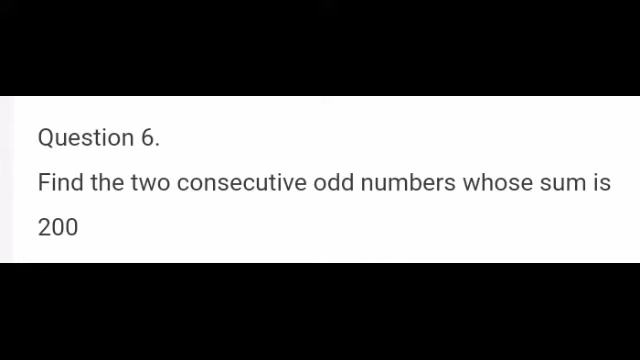 Question 6.
Find the two consecutive odd numbers whose sum is
200